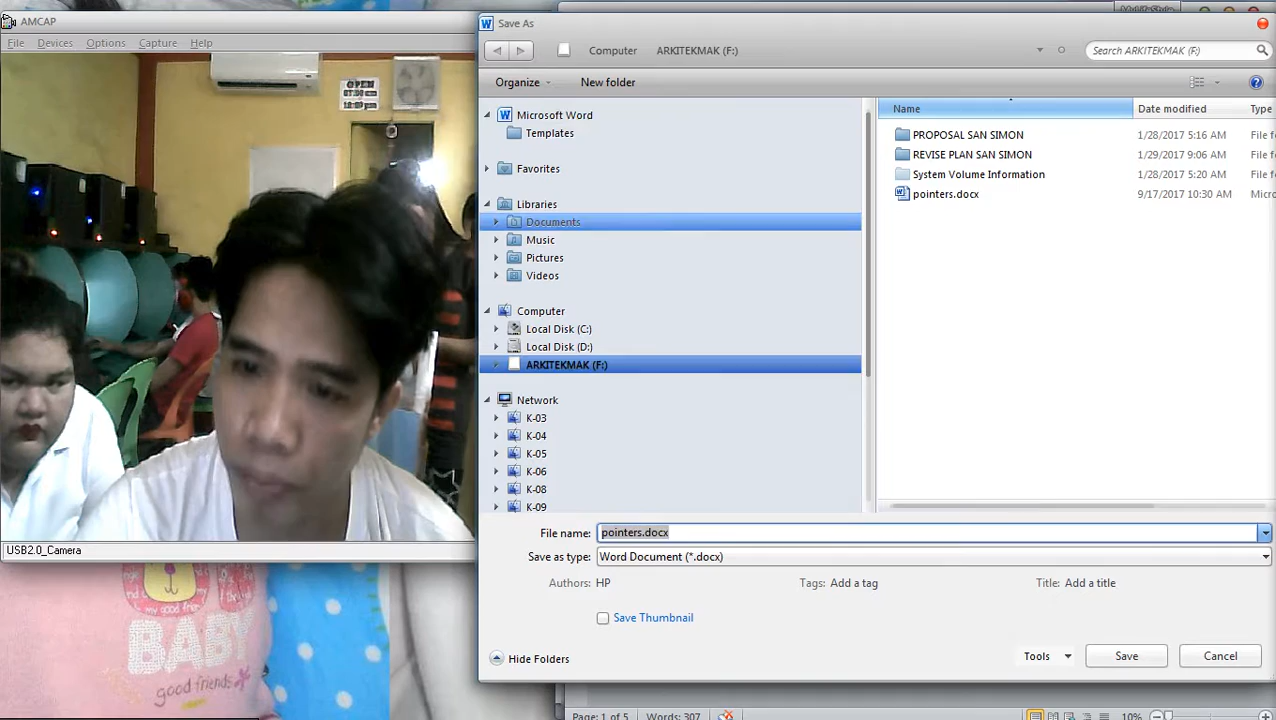 AMCAP
File Devices Options Capture Help
OPEN
USB2.0_Camera
BABY
good friends
Save As
Computer ARKITEKMAK (F:)
Search ARKITEKMAK (F:)
Organize New folder
Microsoft Word
Templates
Favorites
Libraries
Documents
Music
Pictures
Videos
Computer
Local Disk (C:)
Local Disk (D:)
ARKITEKMAK (F:)
Network
K-03
K-04
K-05
K-06
K-08
K-09
Name Date modified Type
PROPOSAL SAN SIMON 1/28/2017 5:16 AM File f
REVISE PLAN SAN SIMON 1/29/2017 9:06 AM File f
System Volume Information 1/28/2017 5:20 AM File f
pointers.docx 9/17/2017 10:30 AM Micro
File name: pointers.docx
Save as type: Word Document (*.docx)
Authors: HP Tags: Add a tag Title: Add a title
Save Thumbnail
Hide Folders Tools Save Cancel
Page: 1 of 5 Words: 307 10%